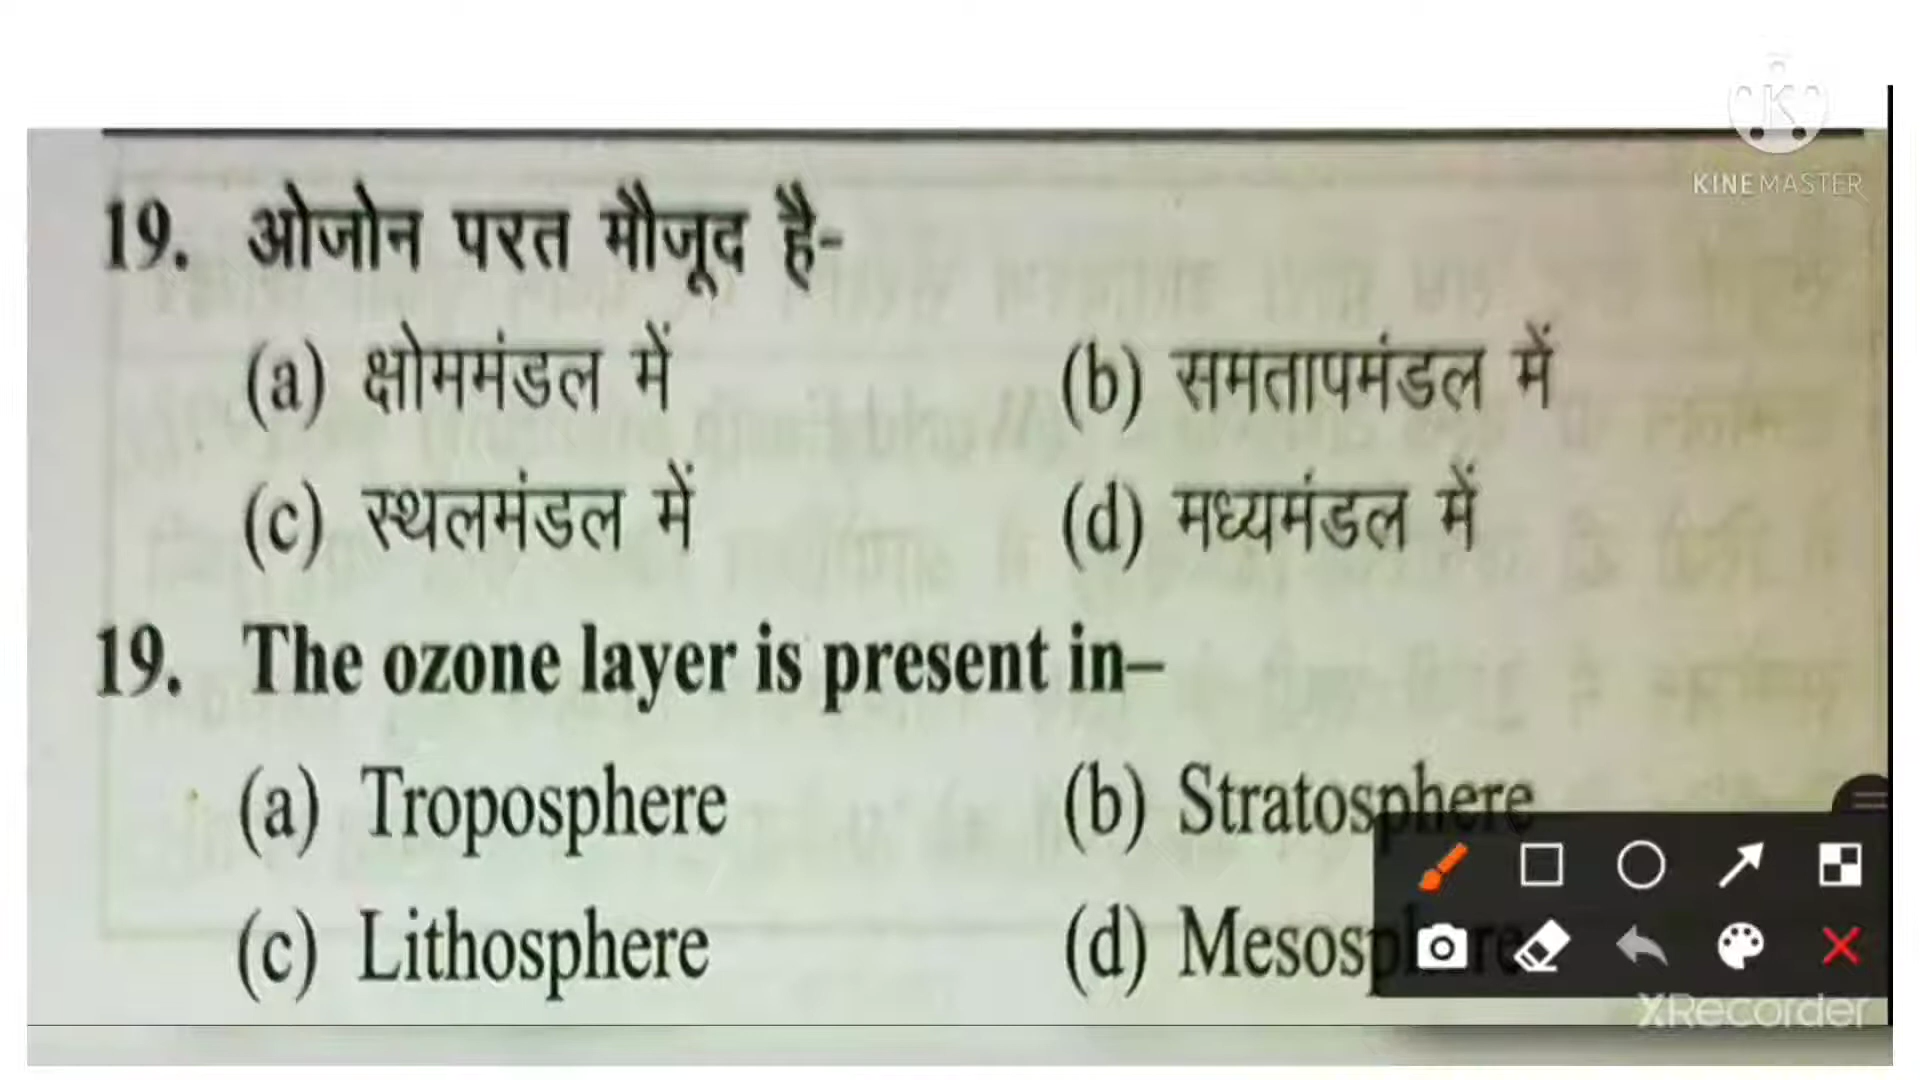 KINEMASTER
19. ओजोन परत मौजूद है-
(a) क्षोममंडल में (b) समतापमंडल में
(c) स्थलमंडल में (d) मध्यमंडल में
19. The ozone layer is present in–
(a) Troposphere (b) Stratosphere
(c) Lithosphere (d) Mesosphere
XRecorder